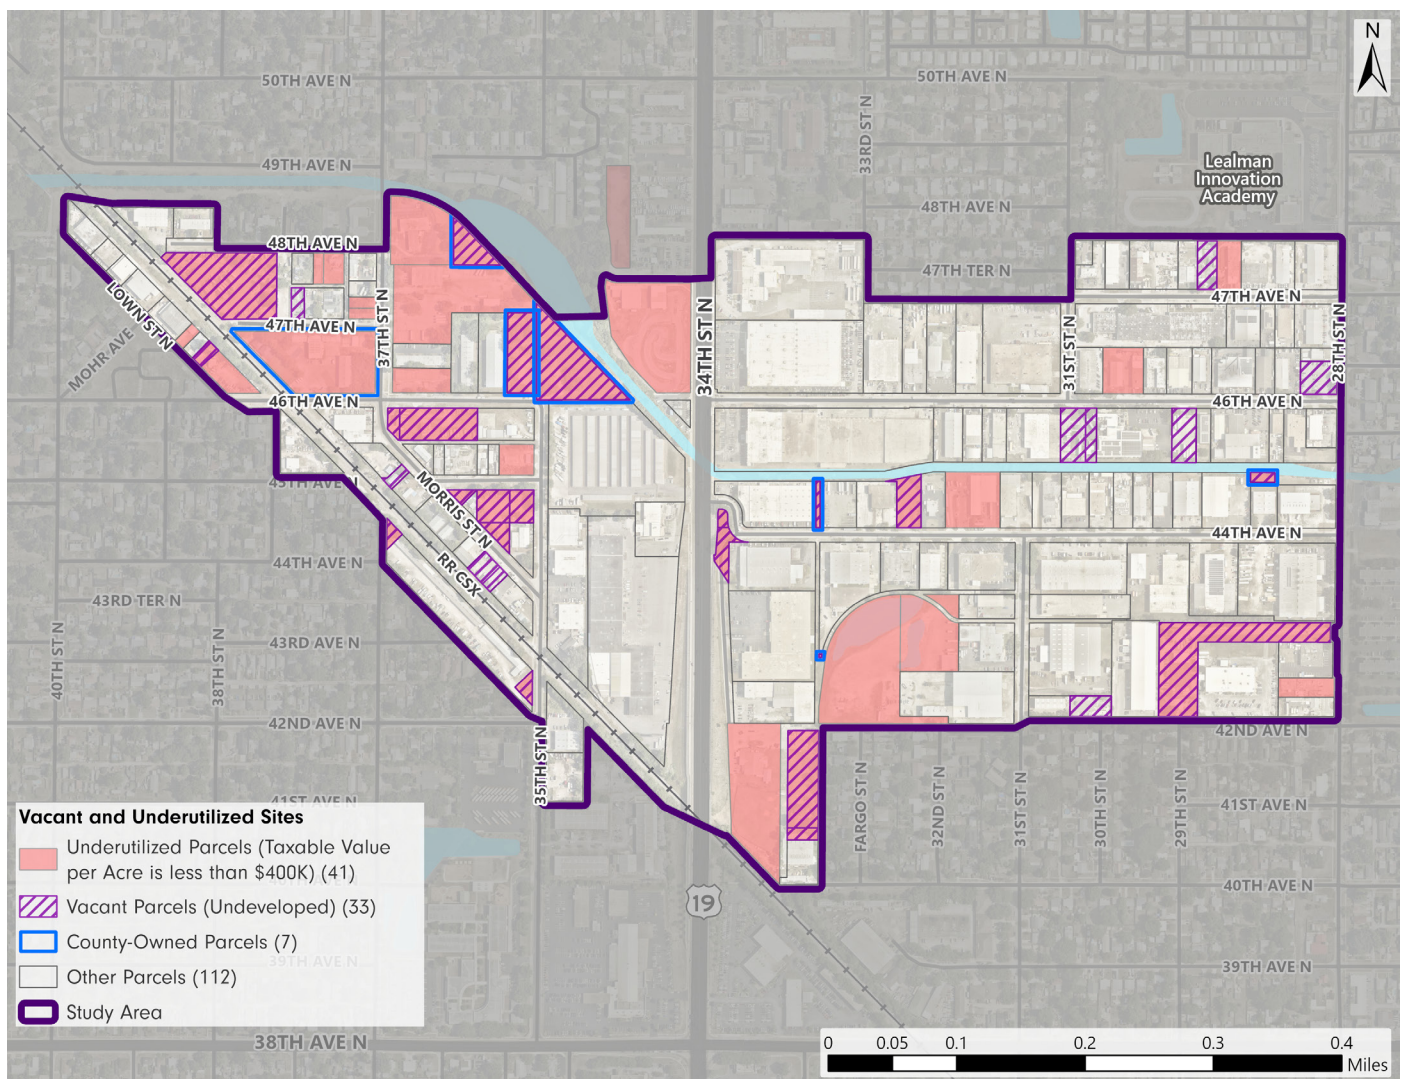 N
50TH AVE N
50TH AVE N
33RD ST N
49TH AVE N
Lealman
Innovation
Academy
48TH AVE N
48TH AVE N
47TH TER N
47TH AVE N
47TH AVE N
LOWN ST N
MOHR AVE
37TH ST N
34TH ST N
31ST ST N
28TH ST N
46TH AVE N
46TH AVE N
45TH AVE N
MORRIS ST N
RR CSX
44TH AVE N
44TH AVE N
43RD TER N
43RD AVE N
40TH ST N
38TH ST N
42ND AVE N
42ND AVE N
35TH ST N
FARGO ST N
32ND ST N
31ST ST N
30TH ST N
29TH ST N
41ST AVE N
41ST AVE N
40TH AVE N
19
39TH AVE N
39TH AVE N
38TH AVE N
Vacant and Underutilized Sites
Underutilized Parcels (Taxable Value
per Acre is less than $400K) (41)
Vacant Parcels (Undeveloped) (33)
County-Owned Parcels (7)
Other Parcels (112)
Study Area
0 0.05 0.1 0.2 0.3 0.4
Miles